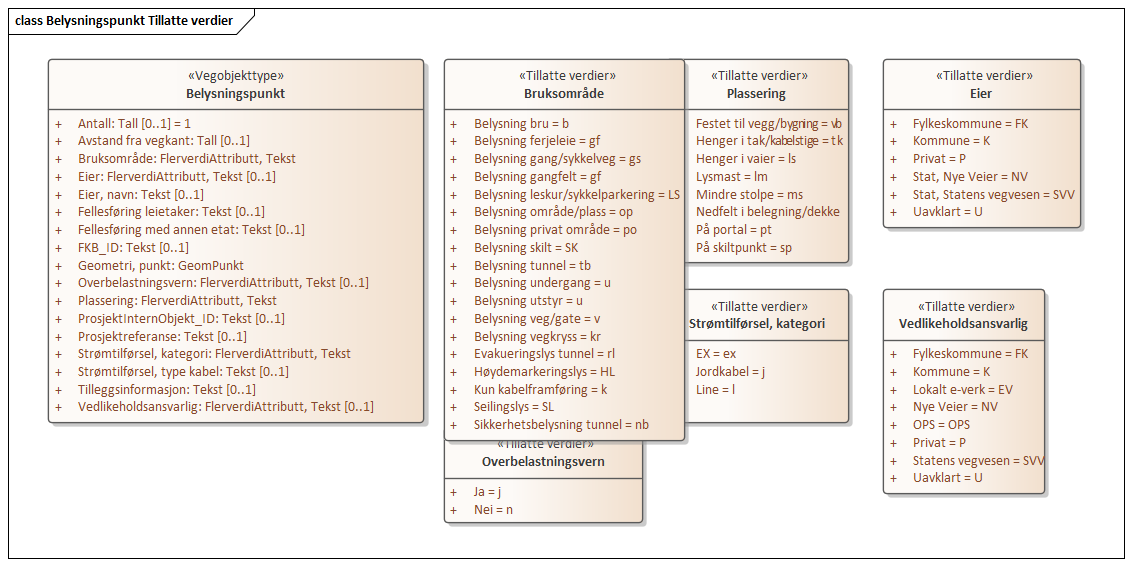 class Belysningspunkt Tillatte verdier
«Vegobjekttype»
Belysningspunkt
+ Antall: Tall [0..1] = 1
+ Avstand fra vegkant: Tall [0..1]
+ Bruksområde: FlerverdiAttributt, Tekst
+ Eier: FlerverdiAttributt, Tekst [0..1]
+ Eier, navn: Tekst [0..1]
+ Fellesføring leietaker: Tekst [0..1]
+ Fellesføring med annen etat: Tekst [0..1]
+ FKB_ID: Tekst [0..1]
+ Geometri, punkt: GeomPunkt
+ Overbelastningsvern: FlerverdiAttributt, Tekst [0..1]
+ Plassering: FlerverdiAttributt, Tekst
+ ProsjektInternObjekt_ID: Tekst [0..1]
+ Prosjektreferanse: Tekst [0..1]
+ Strømtilførsel, kategori: FlerverdiAttributt, Tekst
+ Strømtilførsel, type kabel: Tekst [0..1]
+ Tilleggsinformasjon: Tekst [0..1]
+ Vedlikeholdsansvarlig: FlerverdiAttributt, Tekst [0..1]
«Tillatte verdier»
Bruksområde
+ Belysning bru = b
+ Belysning ferjeleie = gf
+ Belysning gang/sykkelveg = gs
+ Belysning gangfelt = gf
+ Belysning leskur/sykkelparkering = LS
+ Belysning område/plass = op
+ Belysning privat område = po
+ Belysning skilt = SK
+ Belysning tunnel = tb
+ Belysning undergang = u
+ Belysning utstyr = u
+ Belysning veg/gate = v
+ Belysning vegkryss = kr
+ Evakueringslys tunnel = rl
+ Høydemarkeringslys = HL
+ Kun kabelframføring = k
+ Seilingslys = SL
+ Sikkerhetsbelysning tunnel = nb
«Tillatte verdier»
Plassering
Festet til vegg/bygning = vb
Henger i tak/kabelstige = tk
Henger i vaier = ls
Lysmast = lm
Mindre stolpe = ms
Nedfelt i belegning/dekke
På portal = pt
På skiltpunkt = sp
«Tillatte verdier»
Eier
+ Fylkeskommune = FK
+ Kommune = K
+ Privat = P
+ Stat, Nye Veier = NV
+ Stat, Statens vegvesen = SVV
+ Uavklart = U
«Tillatte verdier»
Strømtilførsel, kategori
EX = ex
Jordkabel = j
Line = l
«Tillatte verdier»
Vedlikeholdsansvarlig
+ Fylkeskommune = FK
+ Kommune = K
+ Lokalt e-verk = EV
+ Nye Veier = NV
+ OPS = OPS
+ Privat = P
+ Statens vegvesen = SVV
+ Uavklart = U
«Tillatte verdier»
Overbelastningsvern
+ Ja = j
+ Nei = n